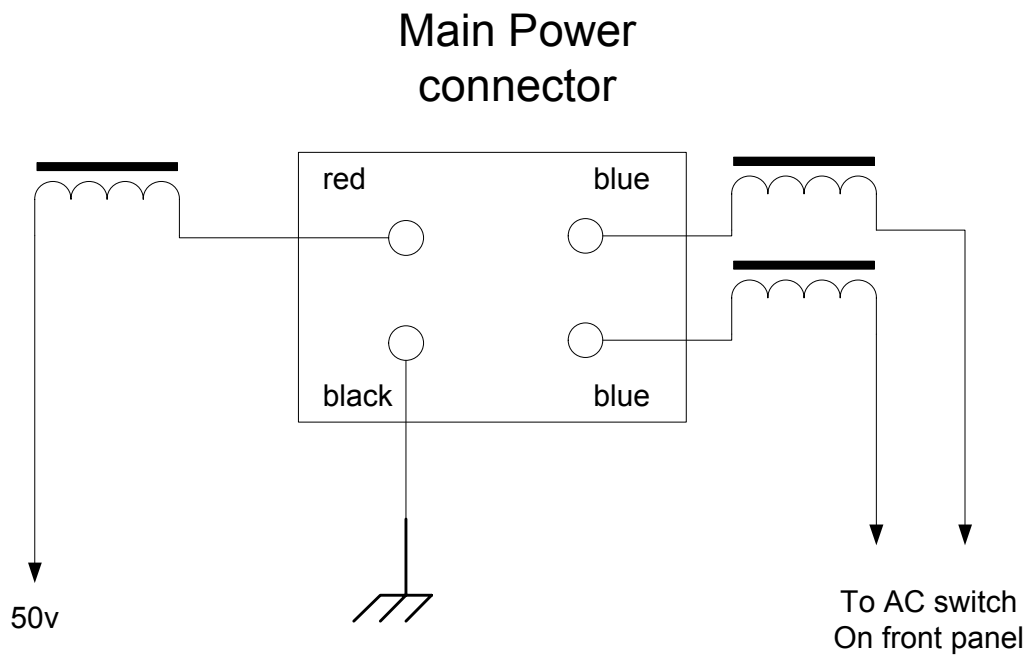 Main Power
connector
red
blue
black
blue
50v
To AC switch
On front panel